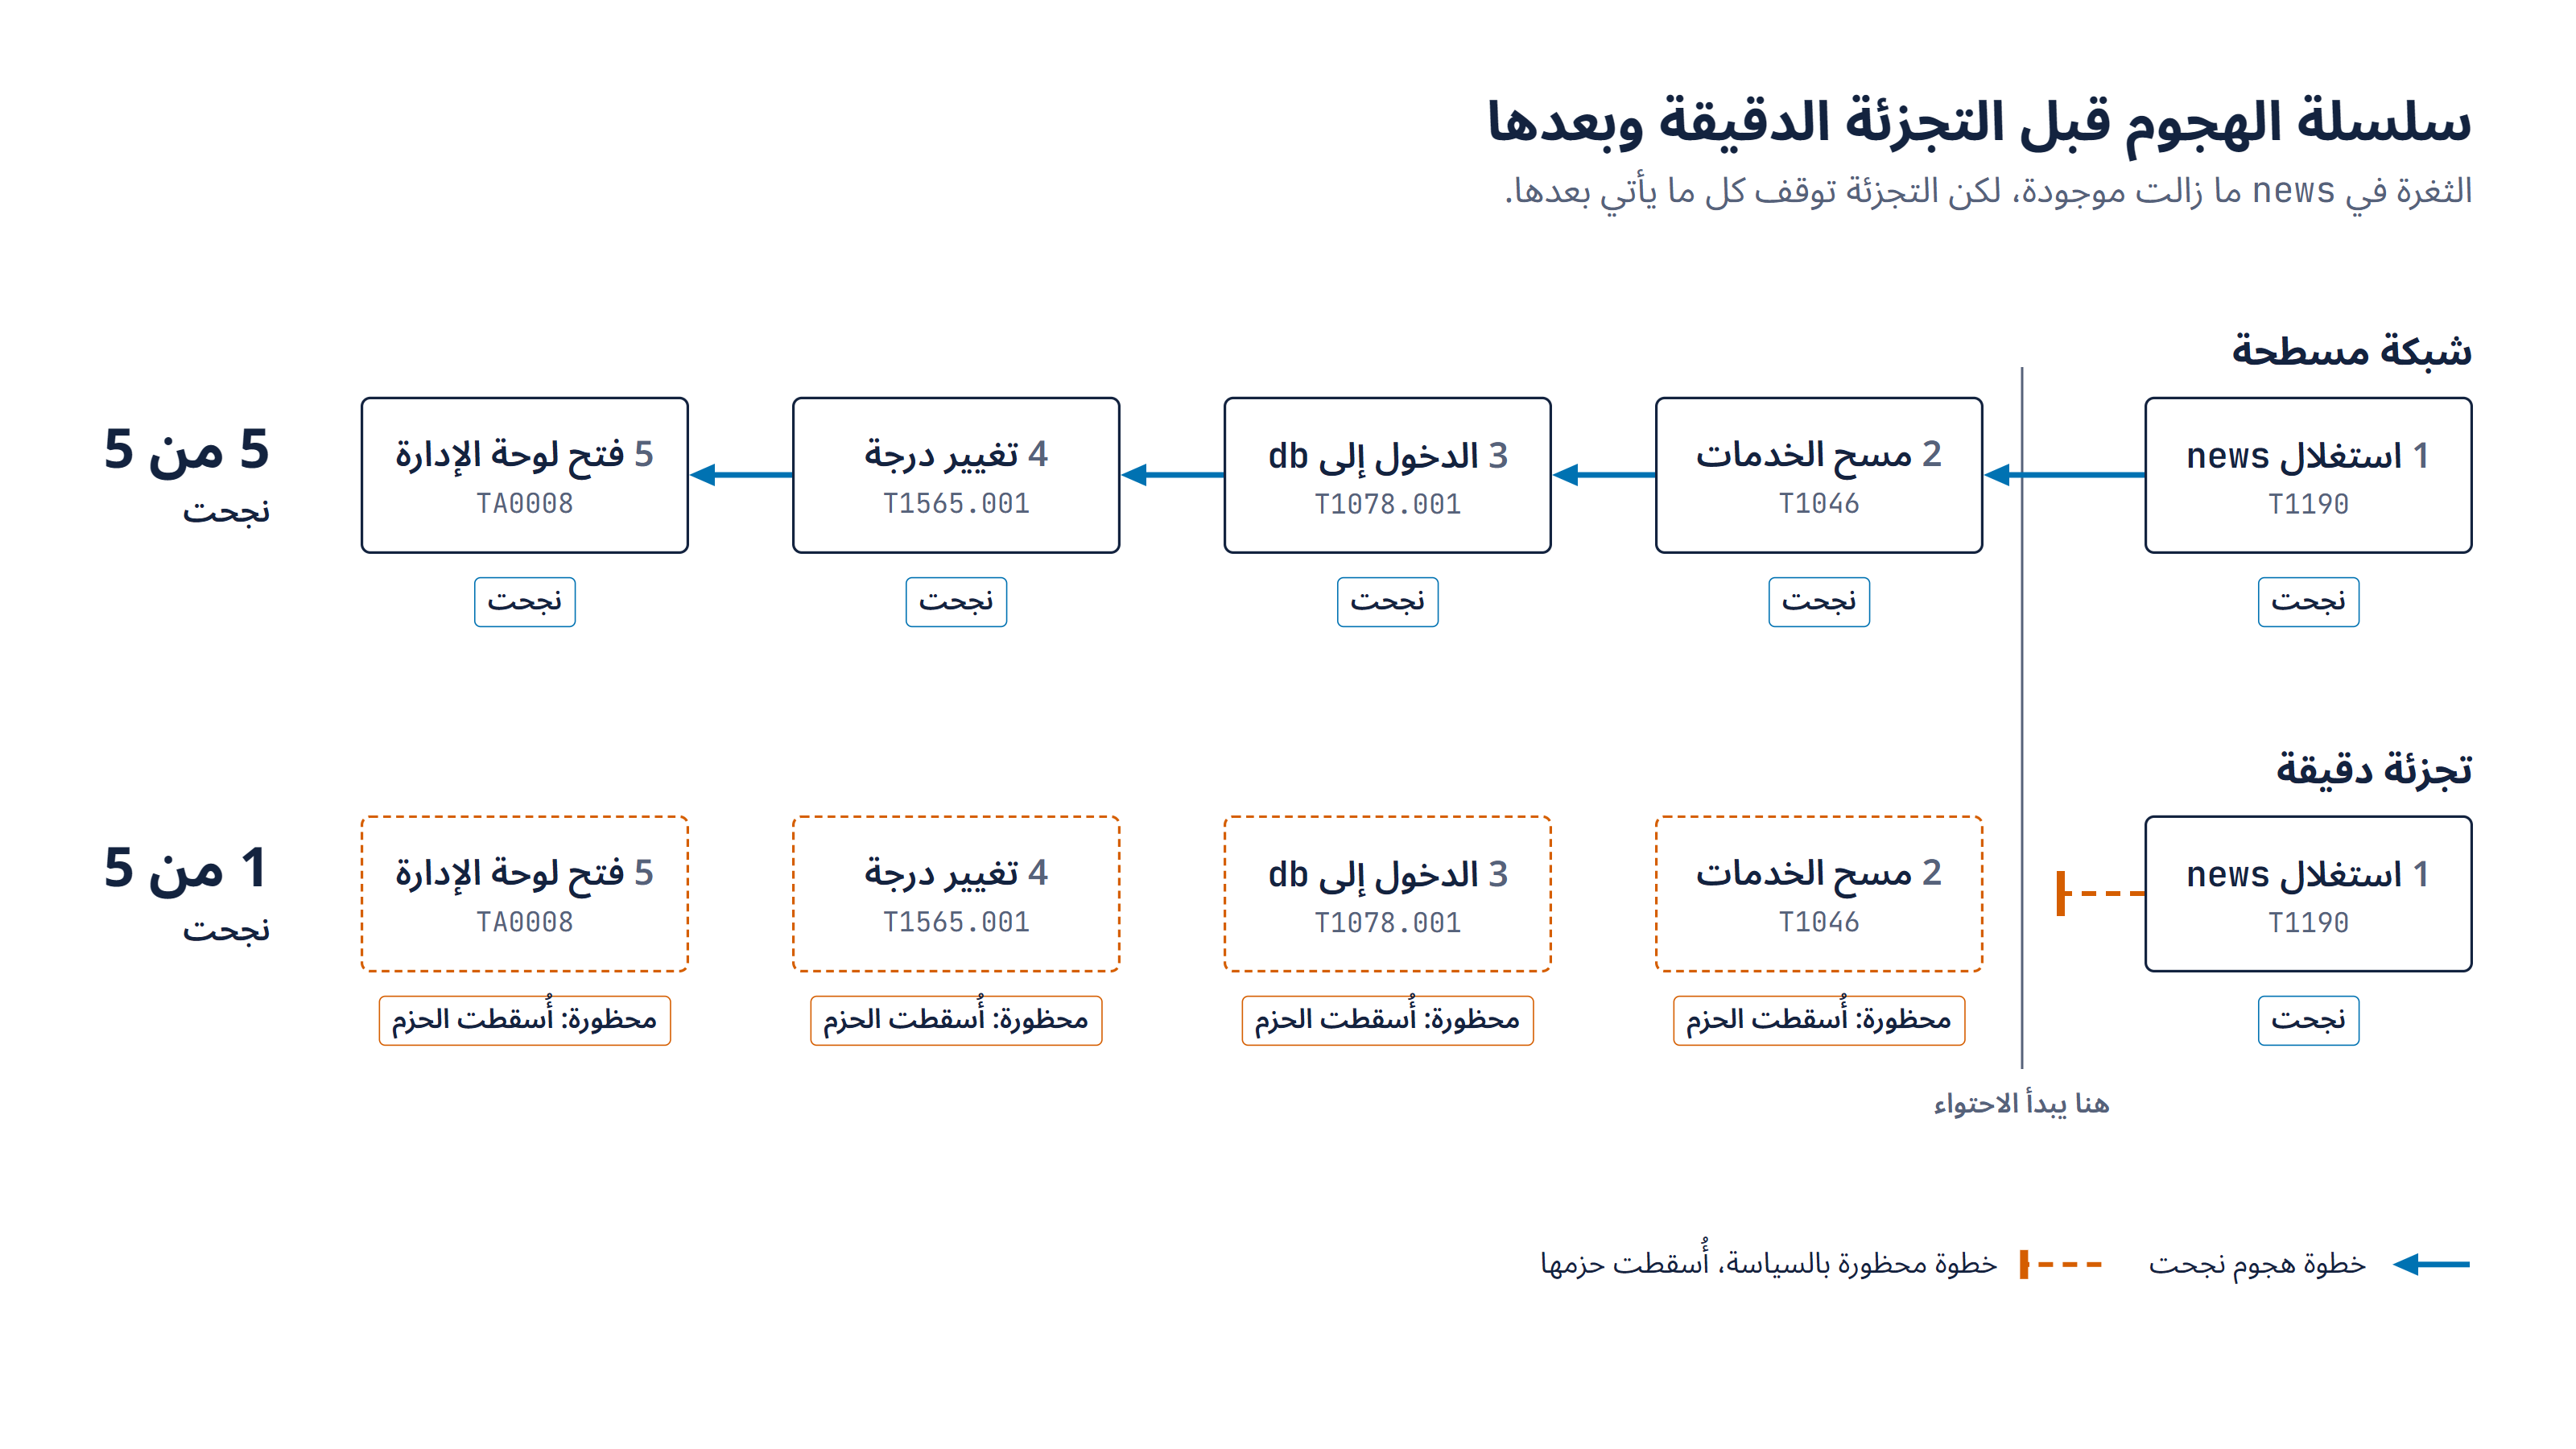 سلسلة الهجوم قبل التجزئة الدقيقة وبعدها
الثغرة في news ما زالت موجودة، لكن التجزئة توقف كل ما يأتي بعدها.
شبكة مسطحة
1 استغلال news
T1190
نجحت
2 مسح الخدمات
T1046
نجحت
3 الدخول إلى db
T1078.001
نجحت
4 تغيير درجة
T1565.001
نجحت
5 فتح لوحة الإدارة
TA0008
نجحت
5 من 5
نجحت
تجزئة دقيقة
1 استغلال news
T1190
نجحت
2 مسح الخدمات
T1046
محظورة: أُسقطت الحزم
3 الدخول إلى db
T1078.001
محظورة: أُسقطت الحزم
4 تغيير درجة
T1565.001
محظورة: أُسقطت الحزم
5 فتح لوحة الإدارة
TA0008
محظورة: أُسقطت الحزم
1 من 5
نجحت
هنا يبدأ الاحتواء
خطوة هجوم نجحت
خطوة محظورة بالسياسة، أُسقطت حزمها